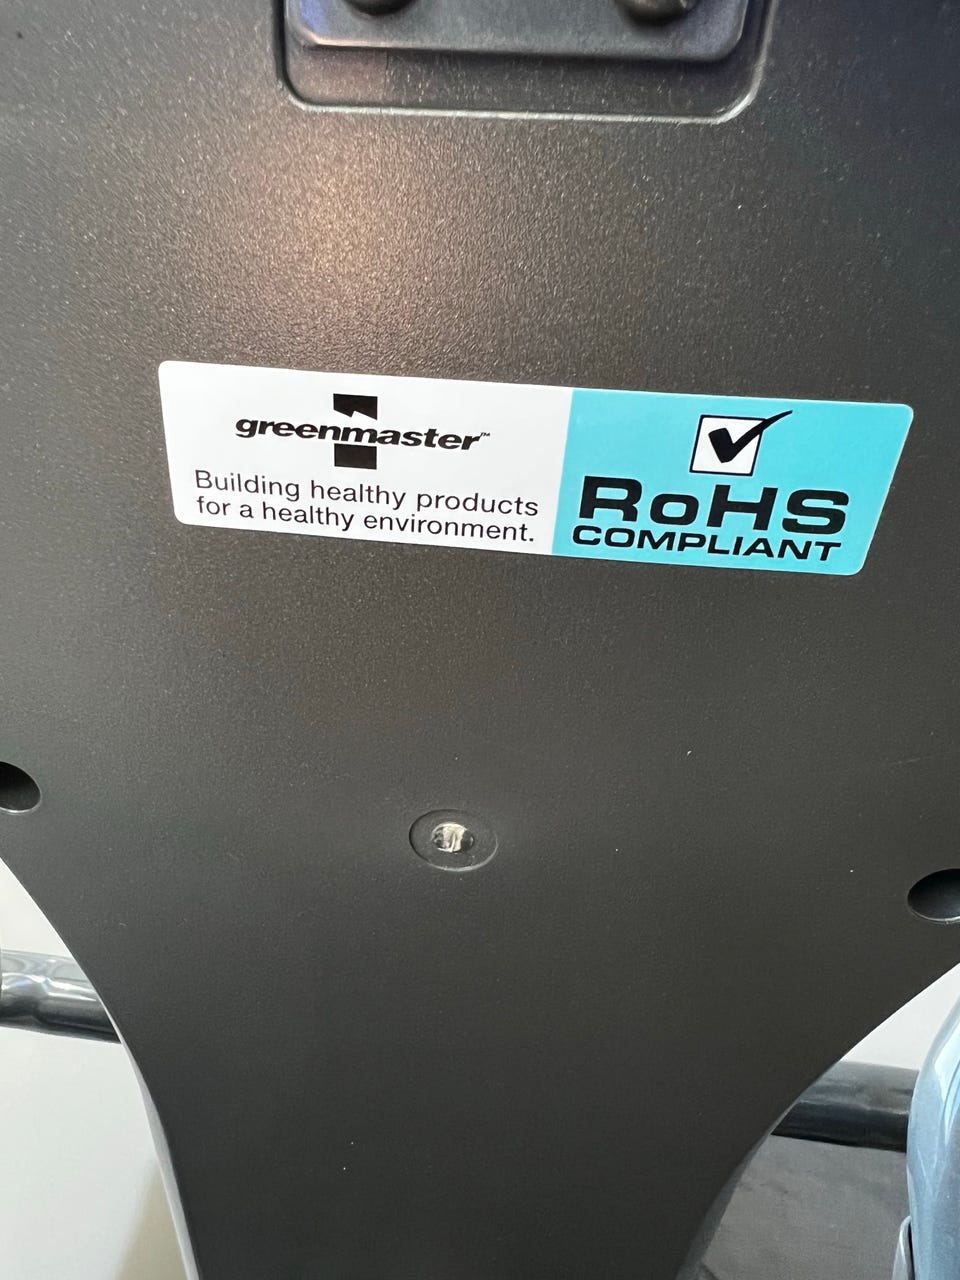 greenmaster™
Building healthy products
for a healthy environment.
RoHS
COMPLIANT